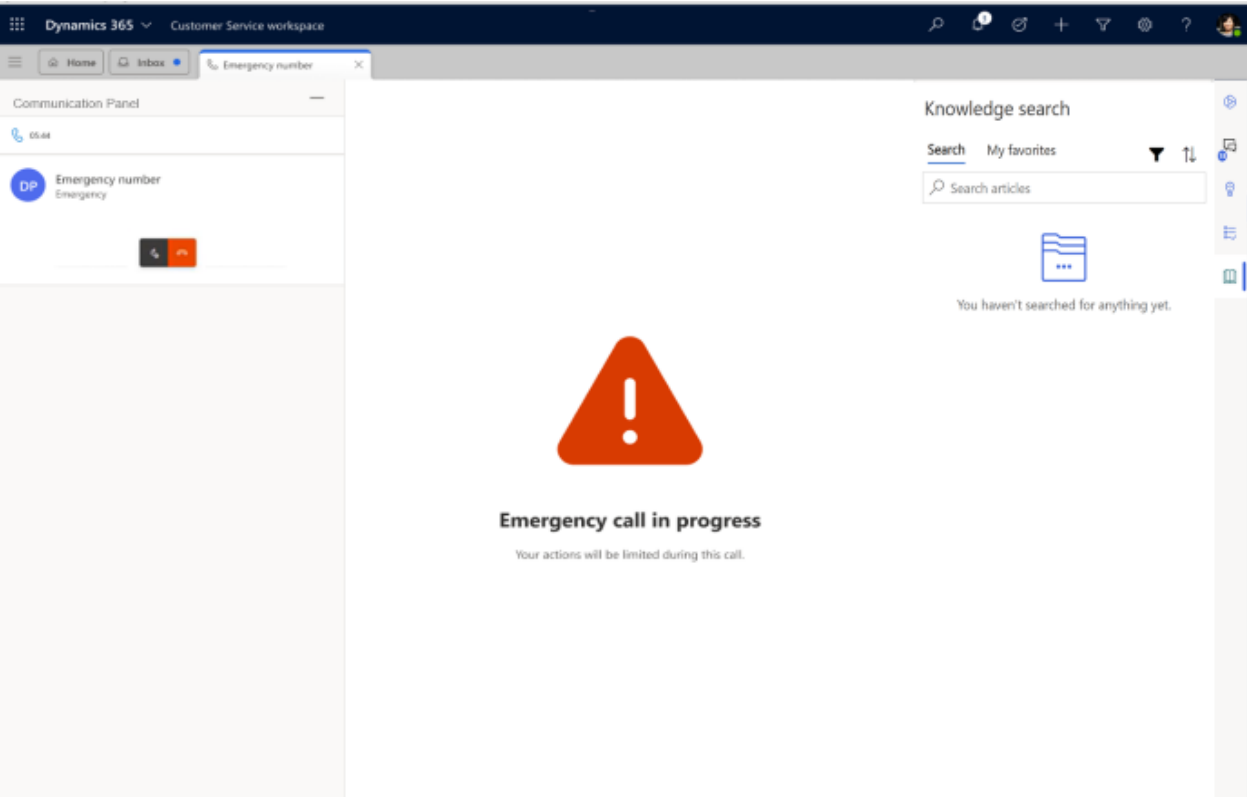 Dynamics 365 Customer Service workspace
1
Home Inbox Emergency number
Communication Panel
05:44
DP
Emergency number
Emergency
Emergency call in progress
Your actions will be limited during this call.
Knowledge search
Search My favorites
Search articles
You haven't searched for anything yet.